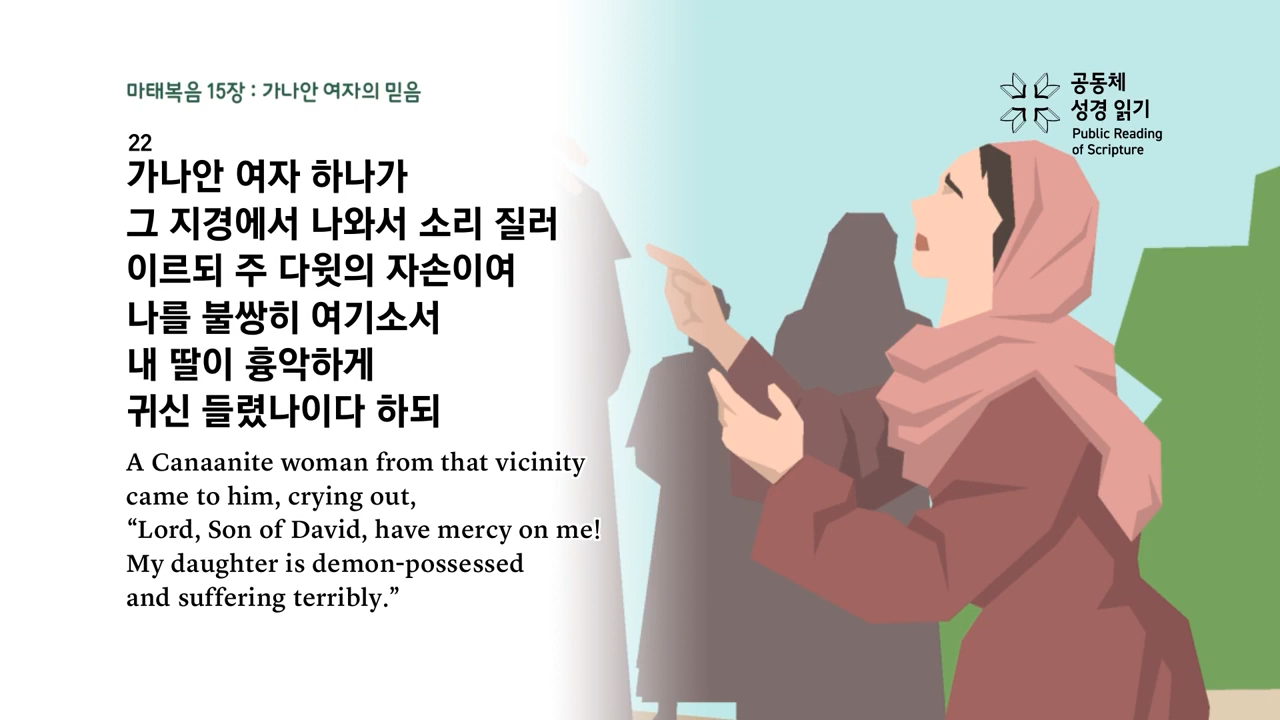 마태복음 15장 : 가나안 여자의 믿음
공동체
성경 읽기
Public Reading
of Scripture
22
가나안 여자 하나가
그 지경에서 나와서 소리 질러
이르되 주 다윗의 자손이여
나를 불쌍히 여기소서
내 딸이 흉악하게
귀신 들렸나이다 하되
A Canaanite woman from that vicinity
came to him, crying out,
“Lord, Son of David, have mercy on me!
My daughter is demon-possessed
and suffering terribly.”